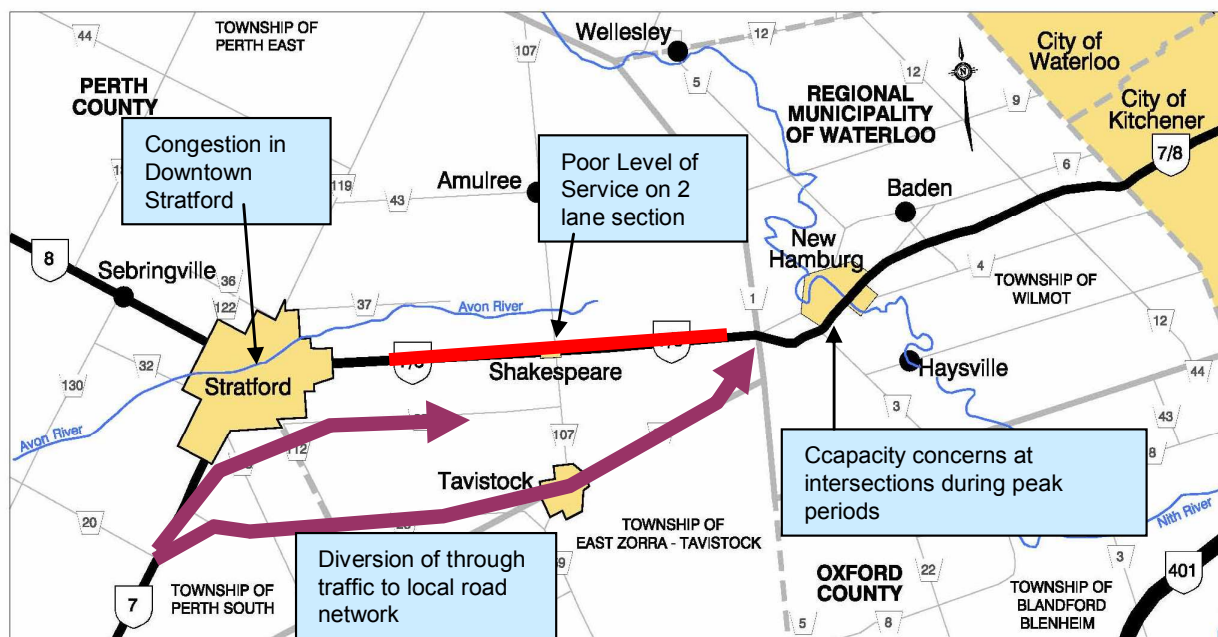 44
TOWNSHIP OF
PERTH EAST
107
Wellesley
12
City of
Waterloo
PERTH
COUNTY
5
12
9
REGIONAL
MUNICIPALITY
OF WATERLOO
N
City of
Kitchener
7/8
Congestion in
Downtown
Stratford
119
43
Amulree
Poor Level of
Service on 2
lane section
6
Baden
New
Hamburg
4
TOWNSHIP OF
WILMOT
8
Sebringville
36
122
37
Avon River
1
12
32
130
Stratford
Shakespeare
Haysville
44
3
43
8
Avon River
112
107
Tavistock
Ccapacity concerns at
intersections during peak
periods
Nith River
20
TOWNSHIP OF
EAST ZORRA - TAVISTOCK
Diversion of through
traffic to local road
network
7
TOWNSHIP OF
PERTH SOUTH
OXFORD
COUNTY
22
3
401
TOWNSHIP OF
BLANDFORD
BLENHEIM
5
8